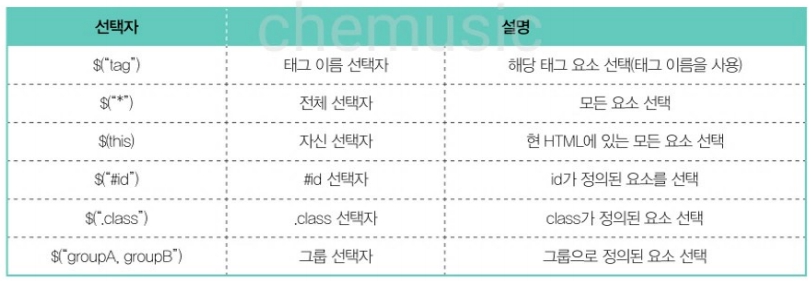 chemusic
선택자 설명
$("tag") 태그 이름 선택자 해당 태그 요소 선택(태그 이름을 사용)
$("*") 전체 선택자 모든 요소 선택
$(this) 자신 선택자 현 HTML에 있는 모든 요소 선택
$("#id") #id 선택자 id가 정의된 요소를 선택
$(".class") .class 선택자 class가 정의된 요소 선택
$("groupA, groupB") 그룹 선택자 그룹으로 정의된 요소 선택